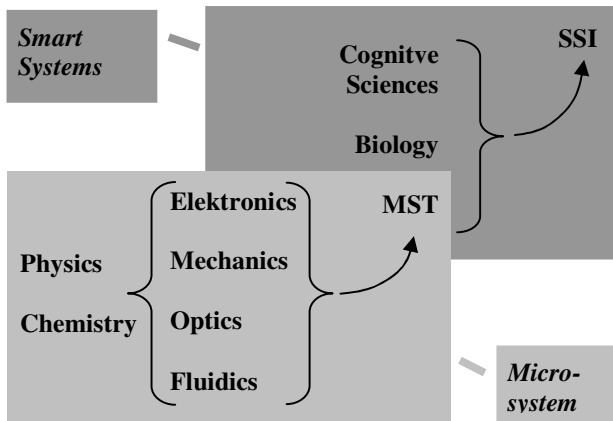 Smart
Systems
Cognitve
Sciences
SSI
Biology
Elektronics
MST
Physics
Mechanics
Chemistry
Optics
Fluidics
Micro-
system